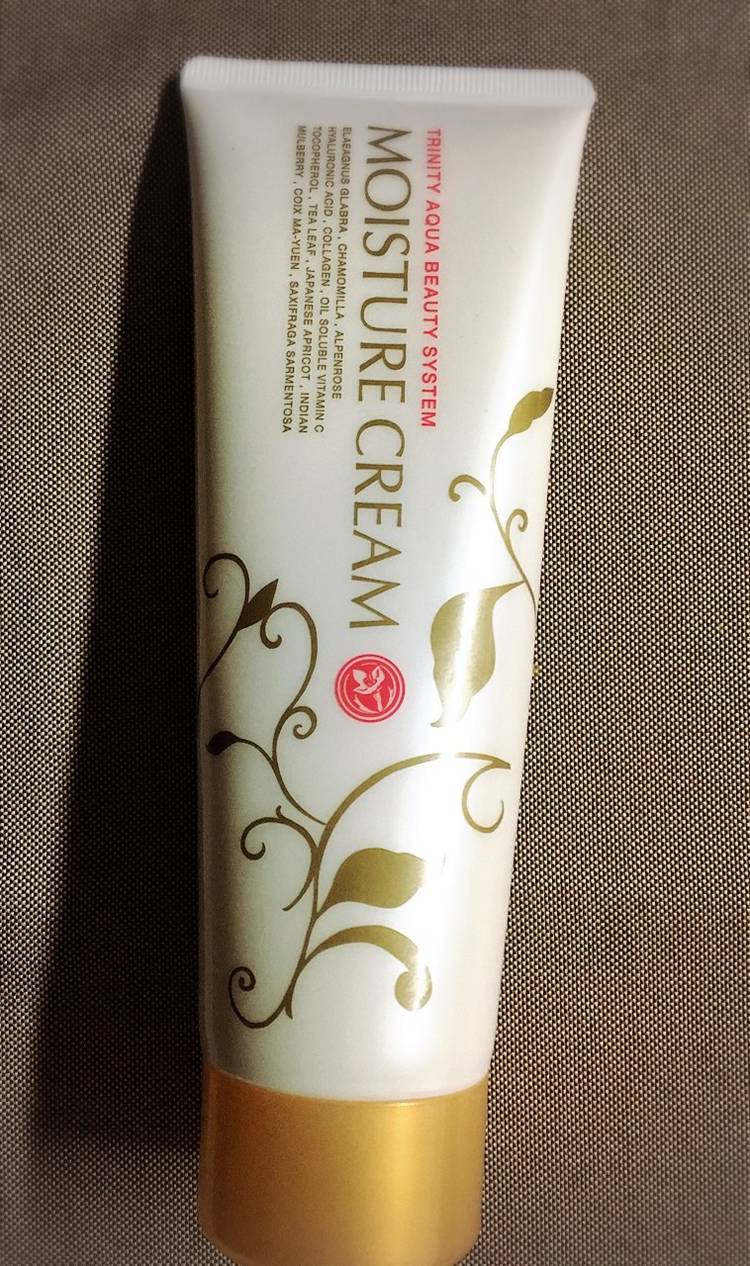 TRINITY AQUA BEAUTY SYSTEM
MOISTURE CREAM
ELAEAGNUS GLABRA , CHAMOMILLA , ALPENROSE
HYALURONIC ACID , COLLAGEN , OIL SOLUBLE VITAMIN C
TOCOPHEROL , TEA LEAF , JAPANESE APRICOT , INDIAN
MULBERRY , COIX MA-YUEN , SAXIFRAGA SARMENTOSA